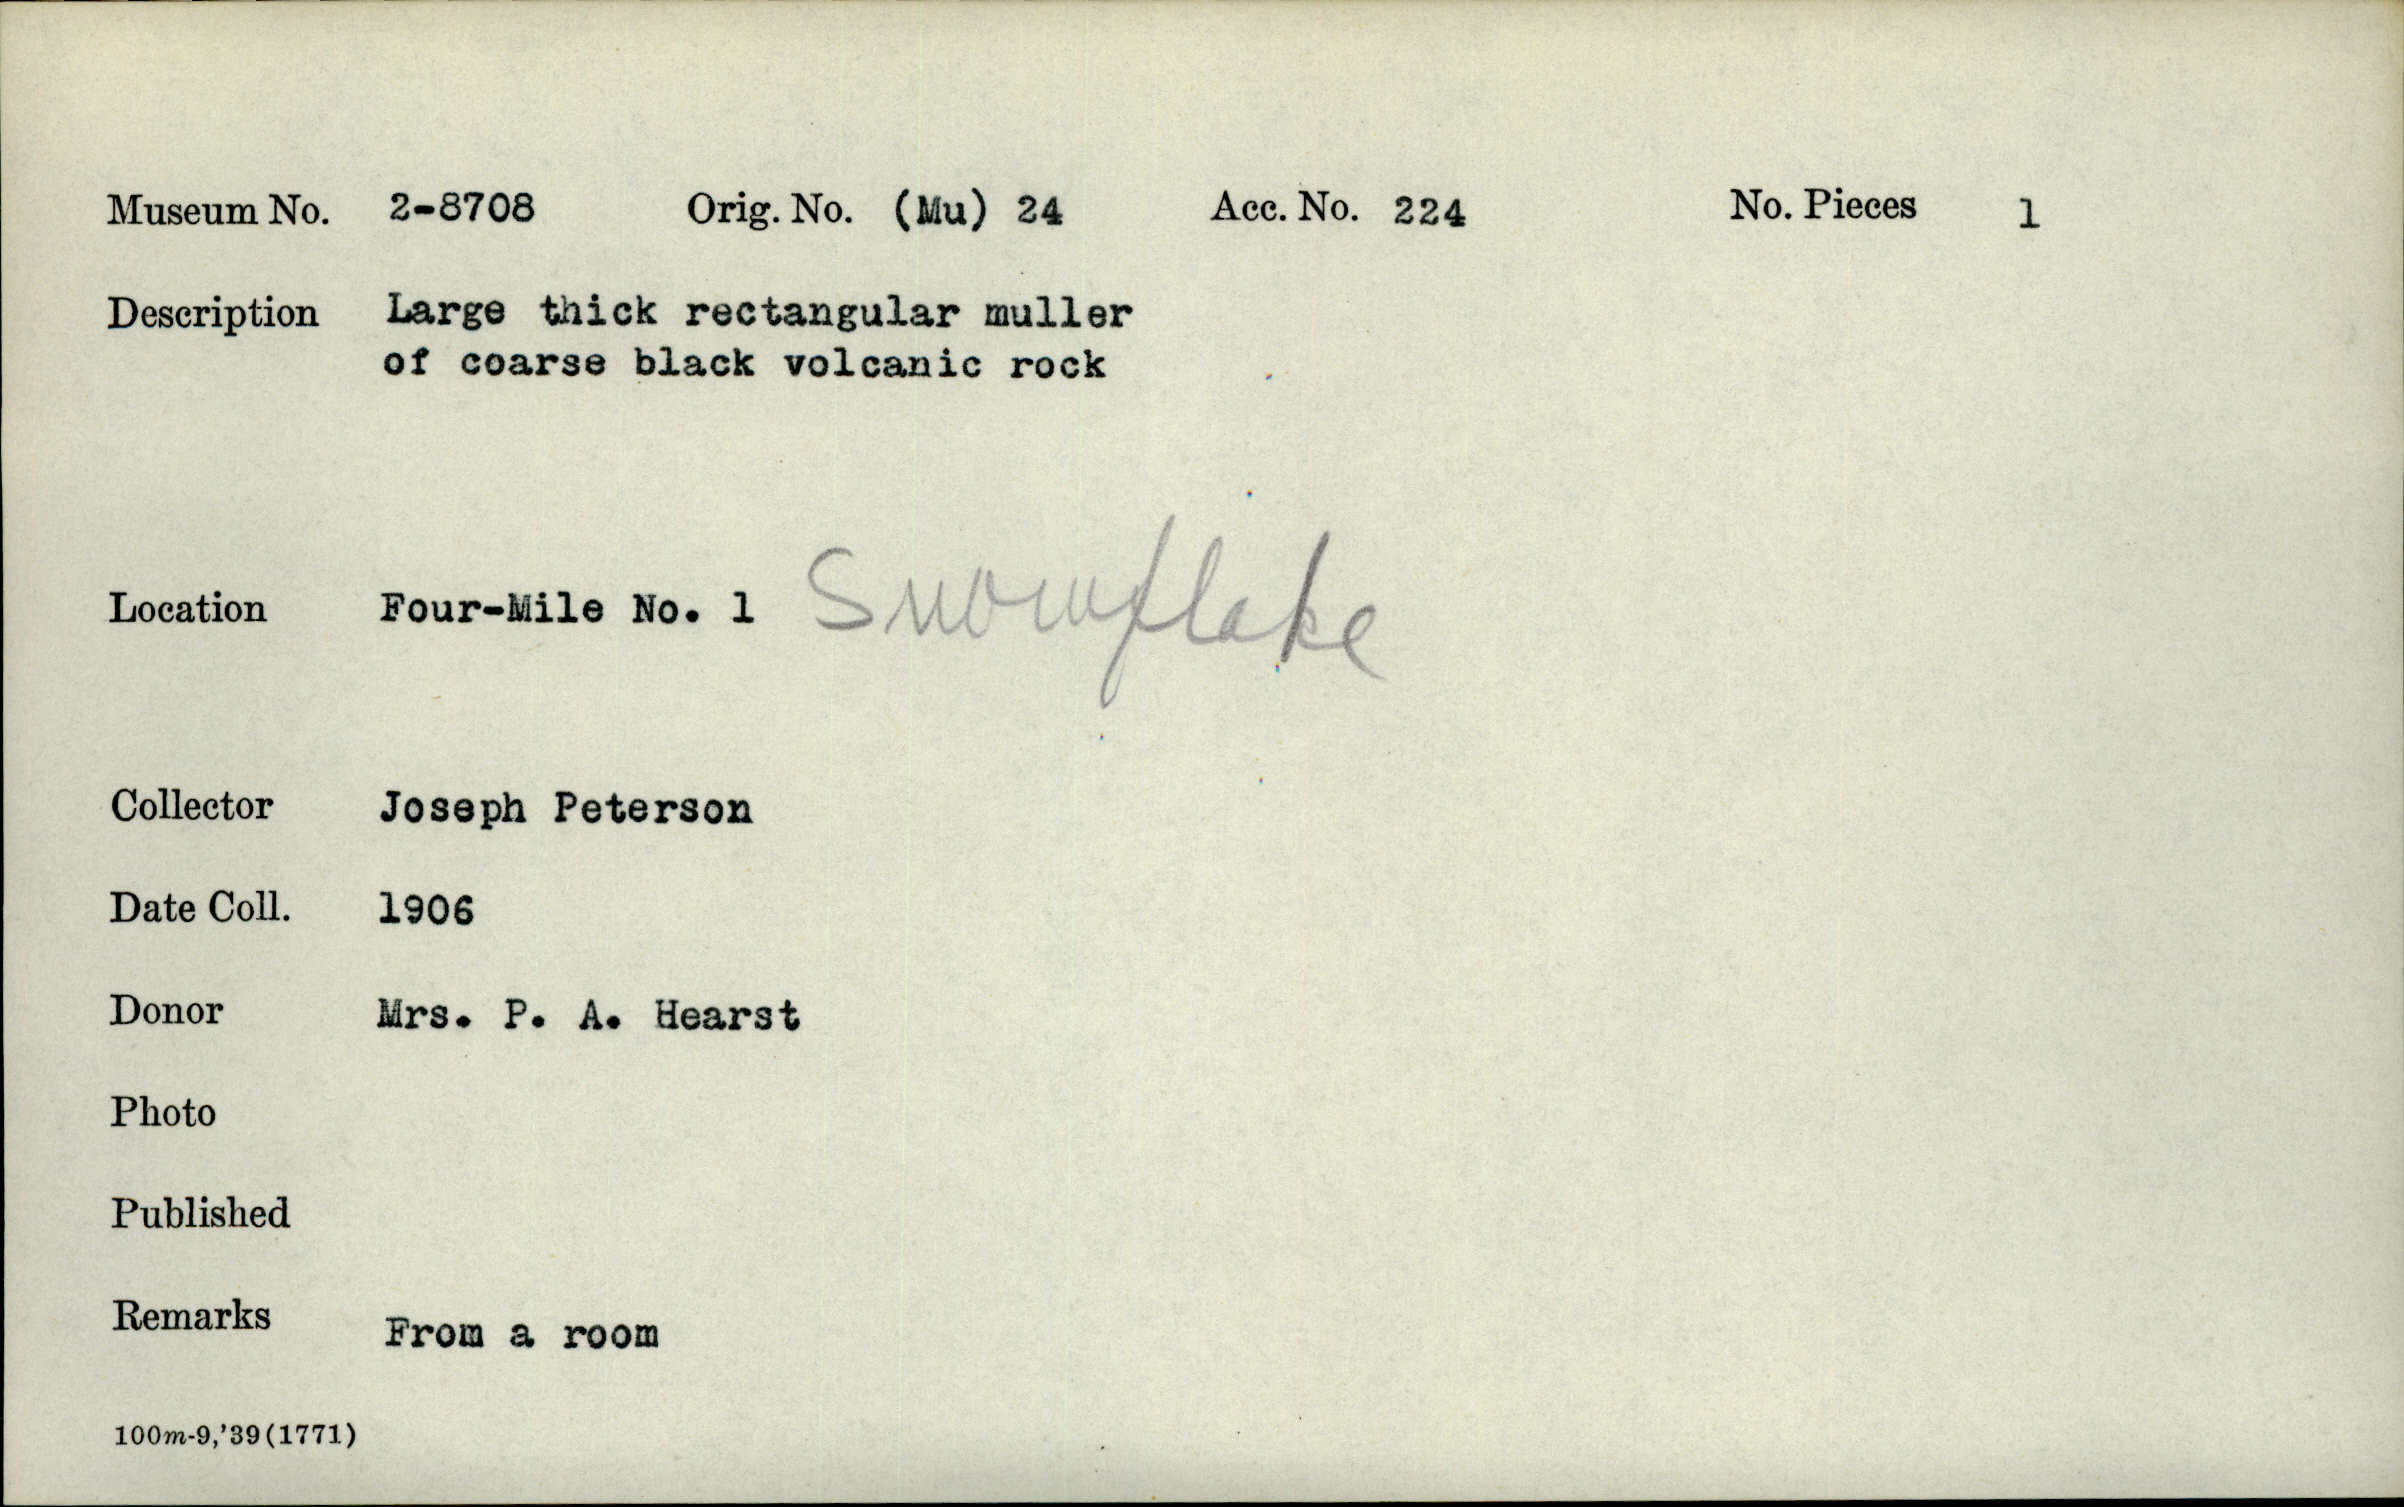 Museum No. 2-8708 Orig. No. (Mu) 24 Acc. No. 224 No. Pieces 1
Description Large thick rectangular muller
of coarse black volcanic rock
Location Four-Mile No. 1 Snowflake
Collector Joseph Peterson
Date Coll. 1906
Donor Mrs. P. A. Hearst
Photo
Published
Remarks From a room
100m-9,'39(1771)